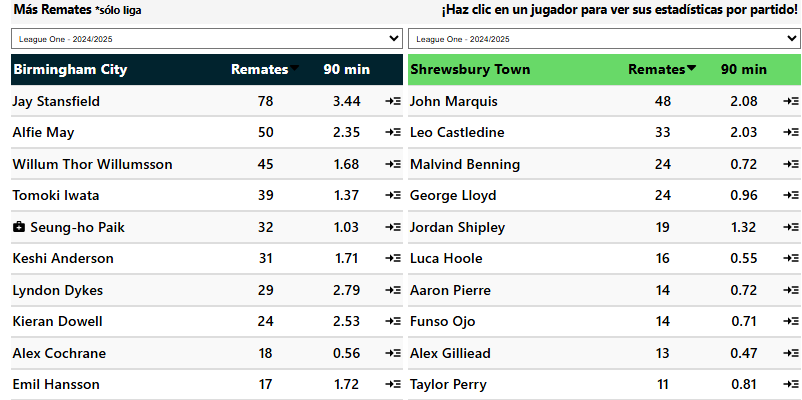 Más Remates *sólo liga ¡Haz clic en un jugador para ver sus estadísticas por partido!
League One - 2024/2025 League One - 2024/2025
Birmingham City Remates 90 min Shrewsbury Town Remates 90 min
Jay Stansfield 78 3.44 John Marquis 48 2.08
Alfie May 50 2.35 Leo Castledine 33 2.03
Willum Thor Willumsson 45 1.68 Malvind Benning 24 0.72
Tomoki Iwata 39 1.37 George Lloyd 24 0.96
Seung-ho Paik 32 1.03 Jordan Shipley 19 1.32
Keshi Anderson 31 1.71 Luca Hoole 16 0.55
Lyndon Dykes 29 2.79 Aaron Pierre 14 0.72
Kieran Dowell 24 2.53 Funso Ojo 14 0.71
Alex Cochrane 18 0.56 Alex Gilliead 13 0.47
Emil Hansson 17 1.72 Taylor Perry 11 0.81